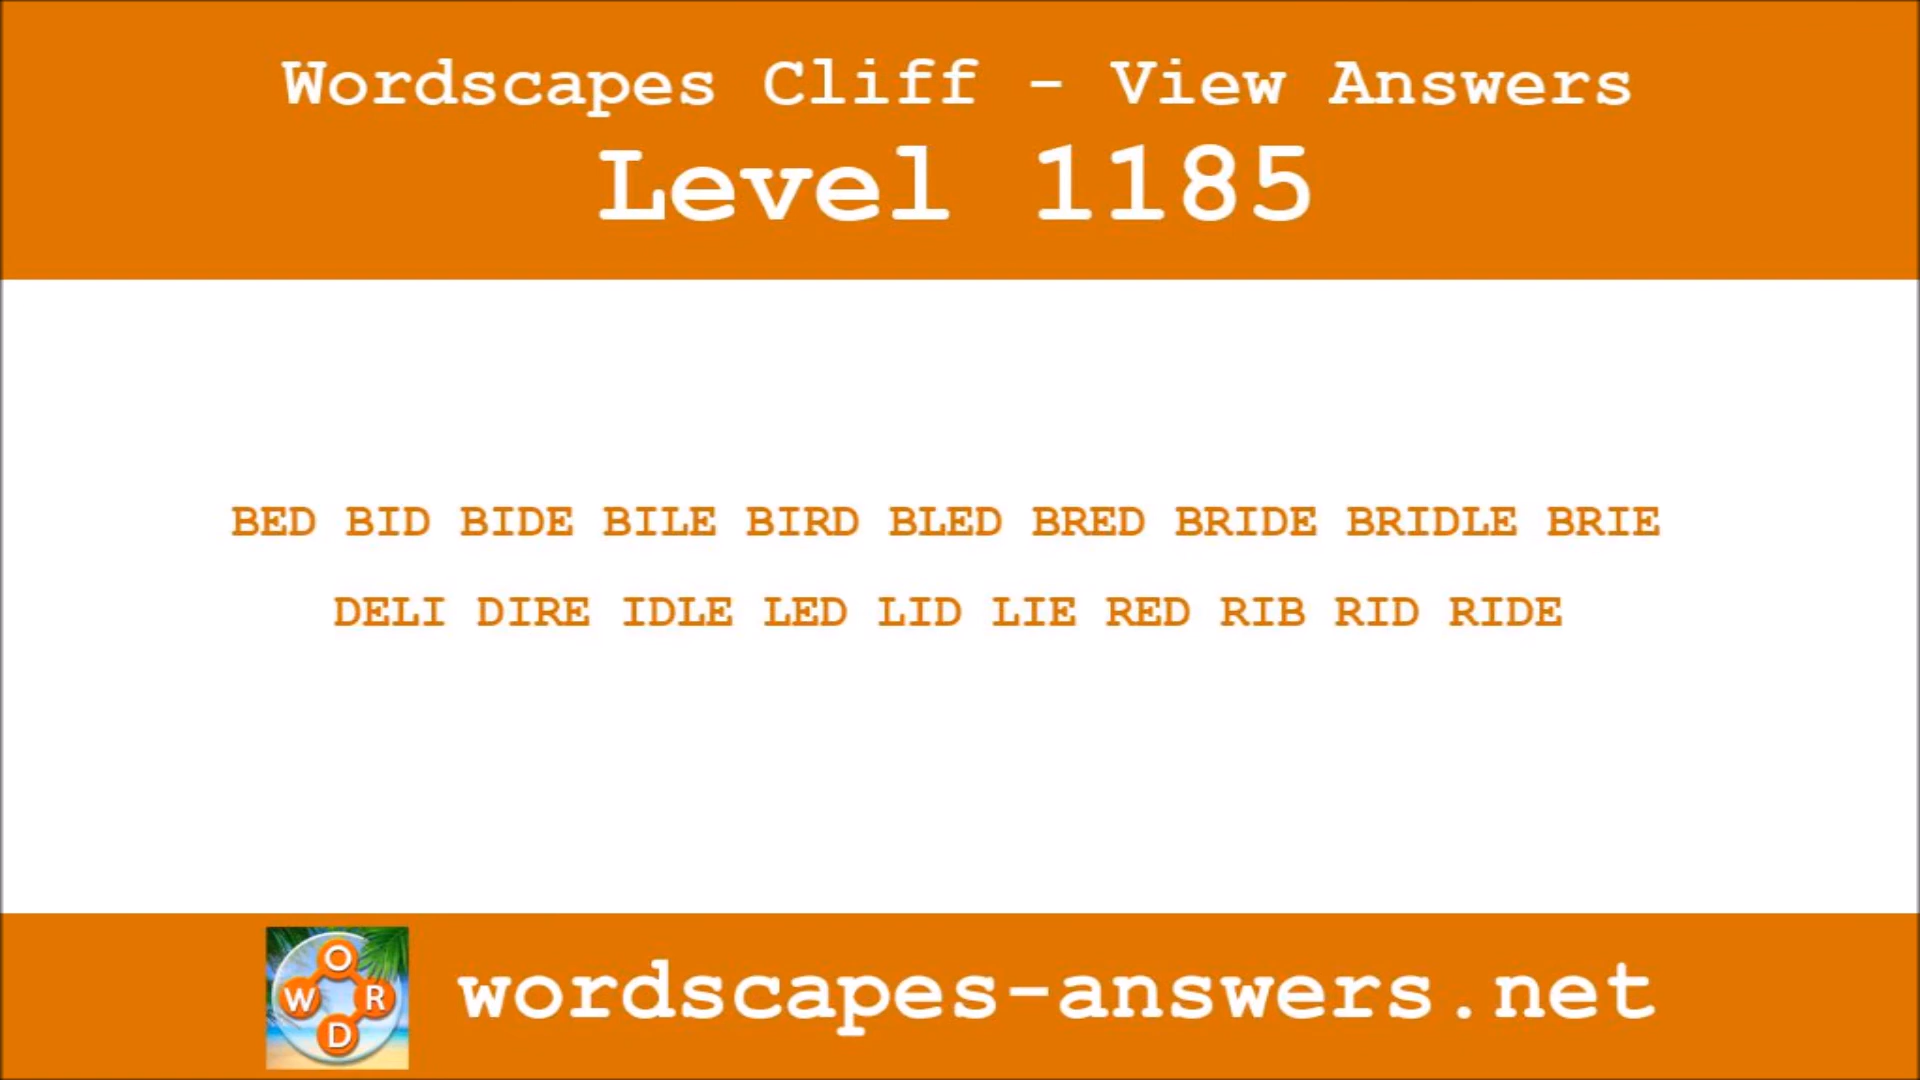 Wordscapes Cliff - View Answers
Level 1185
BED BID BIDE BILE BIRD BLED BRED BRIDE BRIDLE BRIE
DELI DIRE IDLE LED LID LIE RED RIB RID RIDE
O
W R
D
wordscapes-answers.net